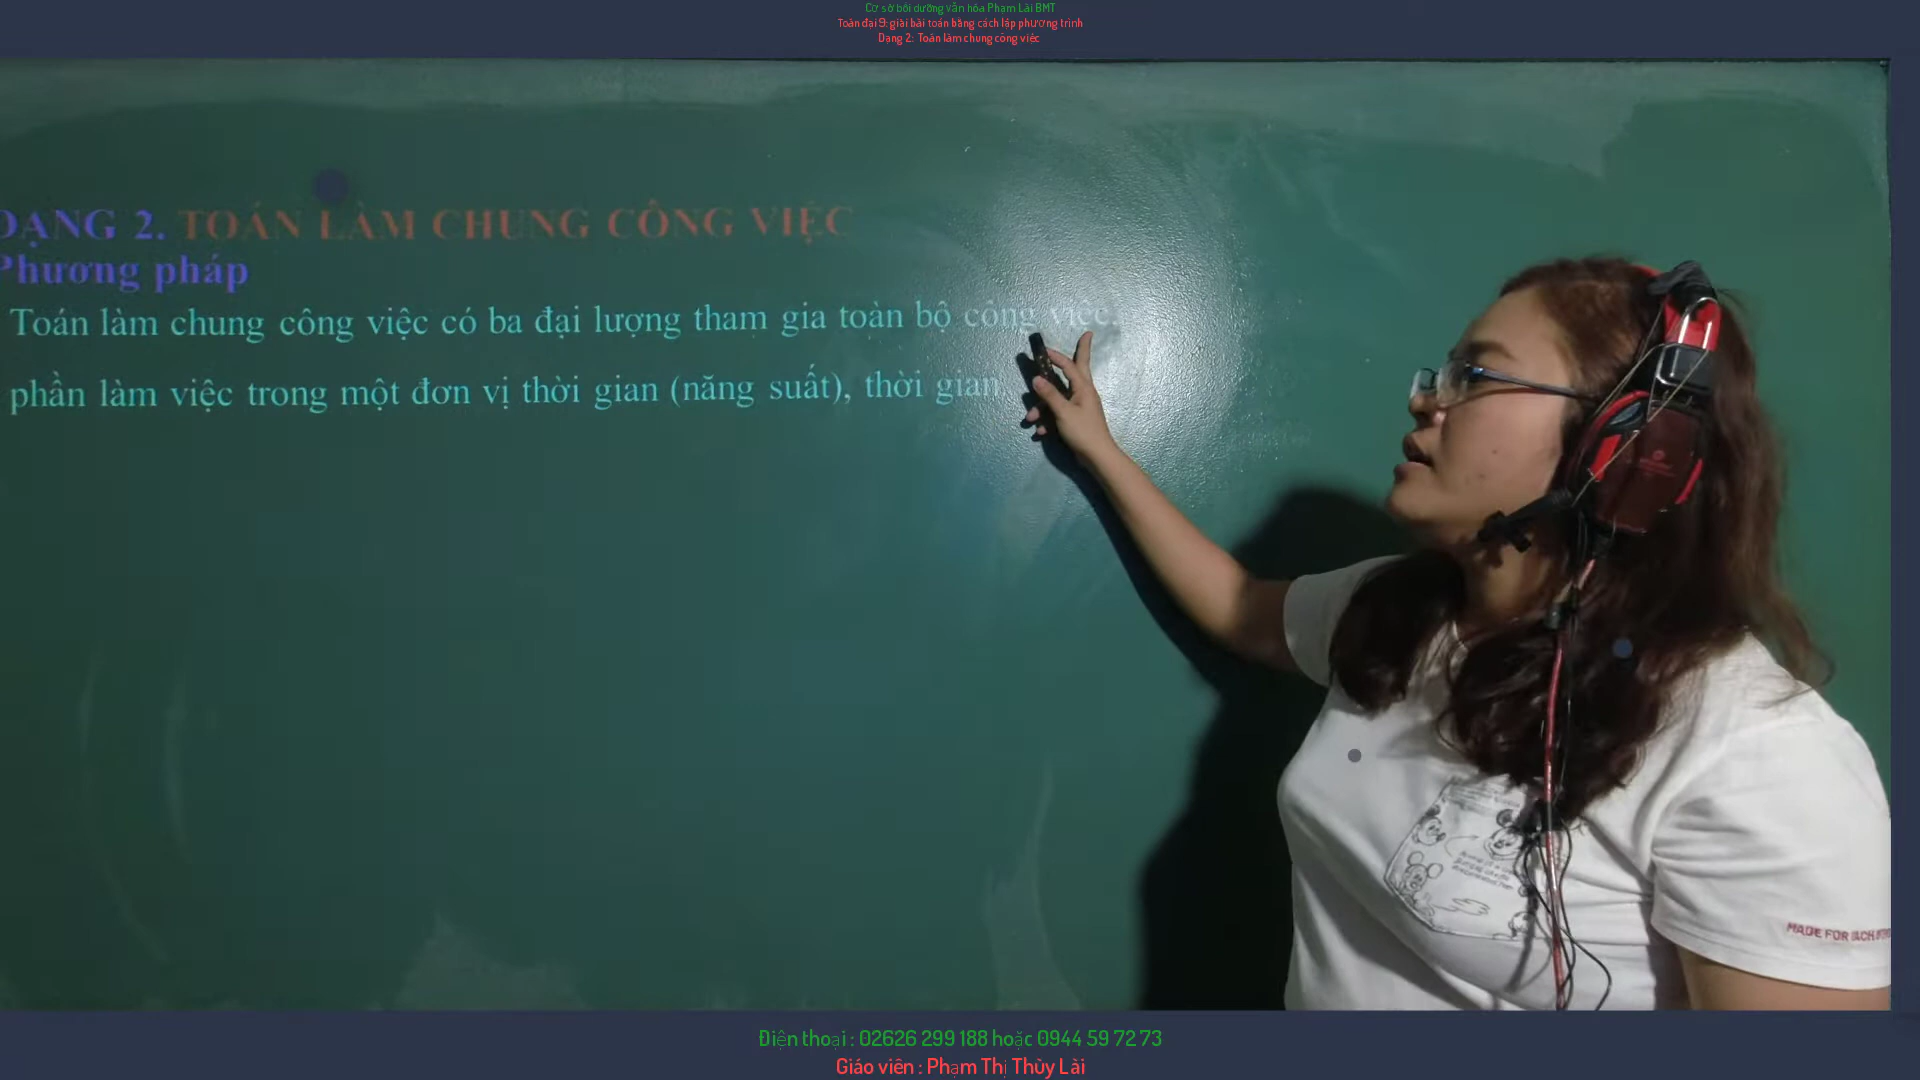 Cơ sở bồi dưỡng văn hóa Phạm Lài BMT
Toán đại 9: giải bài toán bằng cách lập phương trình
Dạng 2: Toán làm chung công việc
DẠNG 2. TOÁN LÀM CHUNG CÔNG VIỆC
Phương pháp
Toán làm chung công việc có ba đại lượng tham gia toàn bộ công việc,
phần làm việc trong một đơn vị thời gian (năng suất), thời gian
MADE FOR EACH
Điện thoại : 02626 299 188 hoặc 0944 59 72 73
Giáo viên : Phạm Thị Thùy Lài